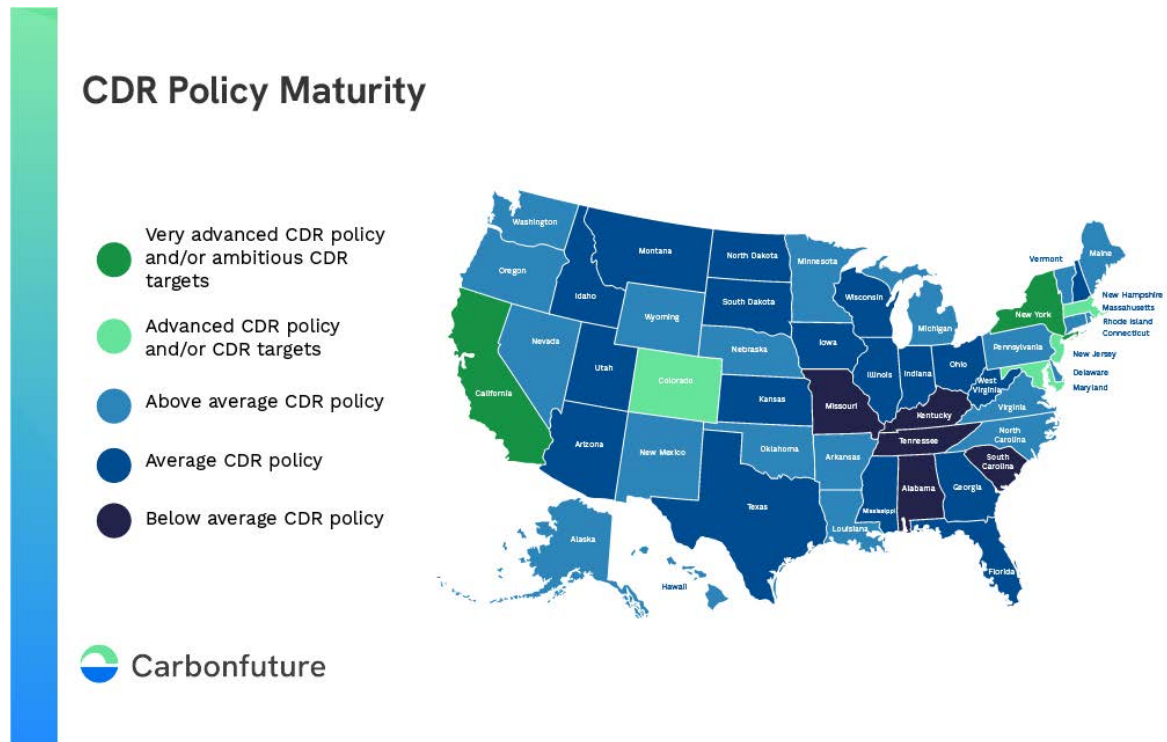 CDR Policy Maturity
Very advanced CDR policy
and/or ambitious CDR
targets
Advanced CDR policy
and/or CDR targets
Above average CDR policy
Average CDR policy
Below average CDR policy
Washington
Oregon
California
Nevada
Idaho
Montana
Wyoming
Utah
Colorado
Arizona
New Mexico
North Dakota
South Dakota
Nebraska
Kansas
Oklahoma
Texas
Minnesota
Iowa
Missouri
Arkansas
Louisiana
Wisconsin
Illinois
Michigan
Indiana
Ohio
Kentucky
Tennessee
Mississippi
Alabama
Georgia
Florida
South
Carolina
North
Carolina
Virginia
West
Virginia
Pennsylvania
New York
Vermont
Maine
New Hampshire
Massahusetts
Rhode Island
Connecticut
New Jersey
Delaware
Maryland
Alaska
Hawaii
Carbonfuture